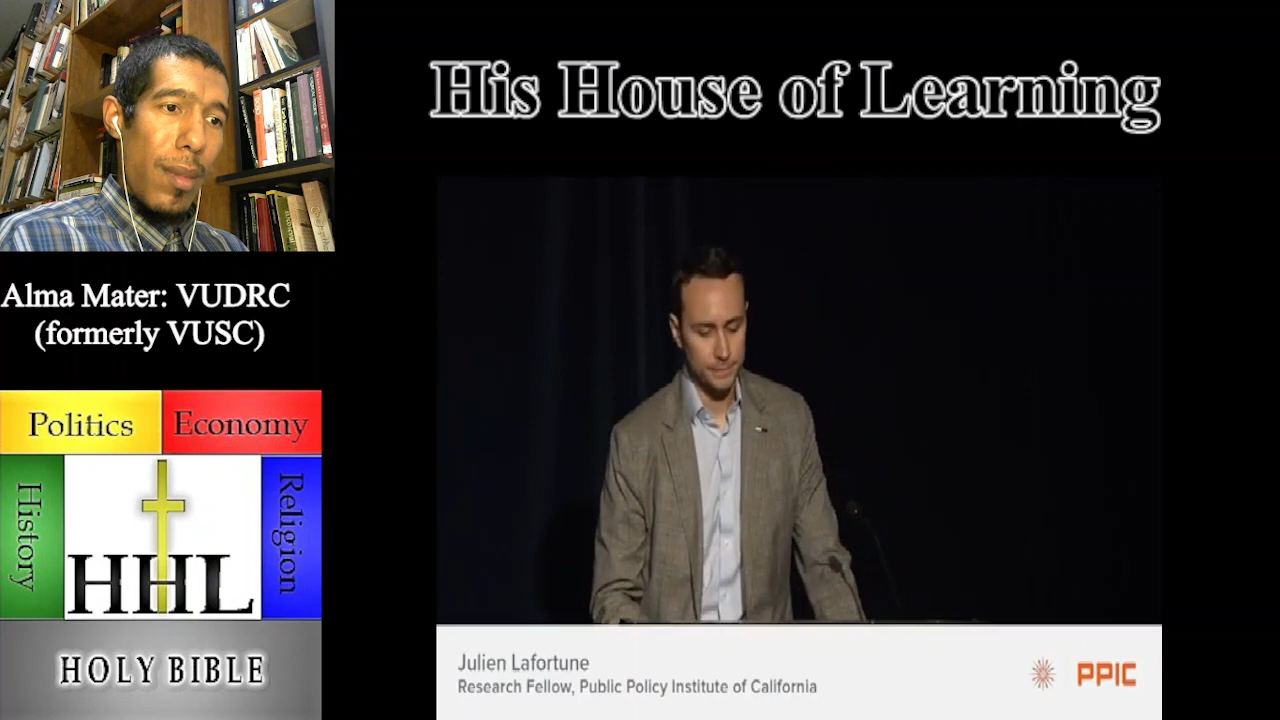 His House of Learning
Alma Mater: VUDRC
(formerly VUSC)
Politics
Economy
History
Religion
HHL
HOLY BIBLE
Julien Lafortune
Research Fellow, Public Policy Institute of California
PPIC